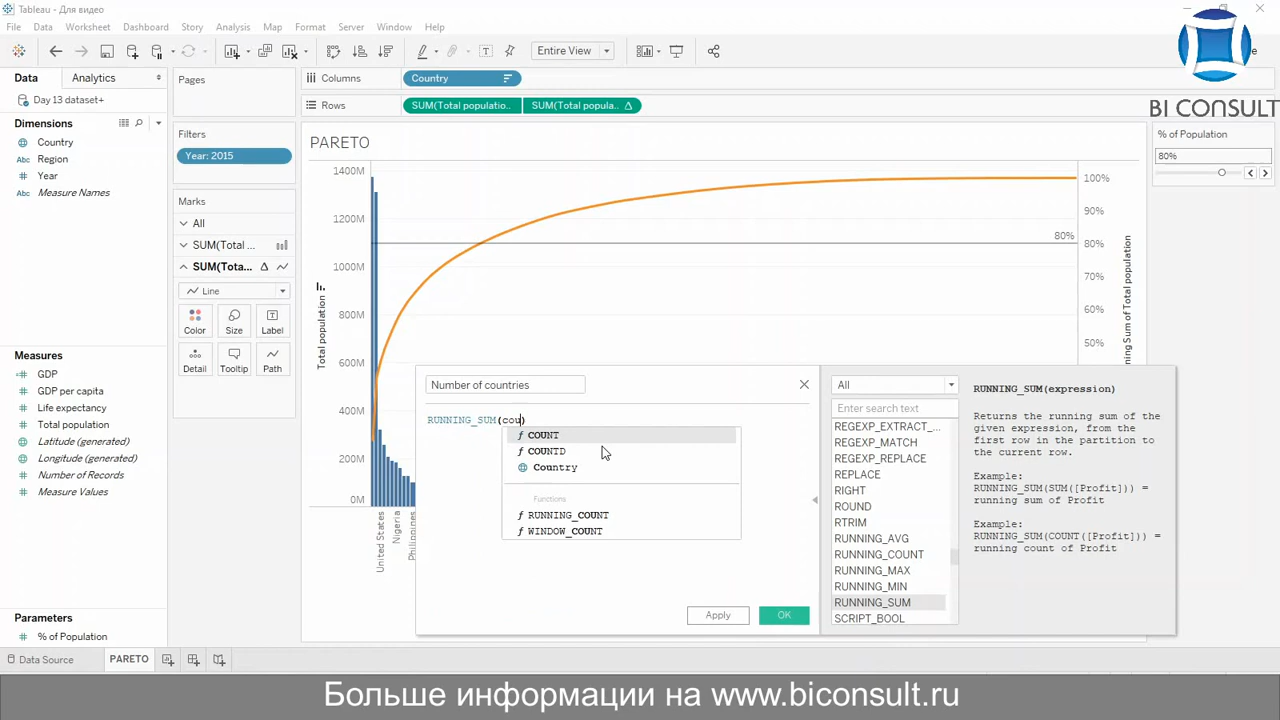 Tableau - Для видео
File Data Worksheet Dashboard Story Analysis Map Format Server Window Help
Entire View
BI CONSULT
Data Analytics
Day 13 dataset+
Dimensions
Country
Abc Region
# Year
Abc Measure Names
Measures
# GDP
# GDP per capita
# Life expectancy
# Total population
Latitude (generated)
Longitude (generated)
# Number of Records
# Measure Values
Parameters
# % of Population
Pages
Filters
Year: 2015
Marks
All
SUM(Total ...
SUM(Tota...
Line
Color Size Label
Detail Tooltip Path
Columns Country
Rows SUM(Total populatio.. SUM(Total popula..
PARETO
Total population
1400M
1200M
1000M
800M
600M
400M
200M
0M
United States
Nigeria
Philippines
80%
100%
90%
80%
70%
60%
50%
ning Sum of Total population
% of Population
80%
Number of countries
RUNNING_SUM(cou)
COUNT
COUNTD
Country
Functions
RUNNING_COUNT
WINDOW_COUNT
Apply OK
All
Enter search text
REGEXP_EXTRACT_...
REGEXP_MATCH
REGEXP_REPLACE
REPLACE
RIGHT
ROUND
RTRIM
RUNNING_AVG
RUNNING_COUNT
RUNNING_MAX
RUNNING_MIN
RUNNING_SUM
SCRIPT_BOOL
RUNNING_SUM(expression)
Returns the running sum of the
given expression, from the
first row in the partition to
the current row.
Example:
RUNNING_SUM(SUM([Profit])) =
running sum of Profit
Example:
RUNNING_SUM(COUNT([Profit])) =
running count of Profit
Data Source PARETO
Больше информации на www.biconsult.ru